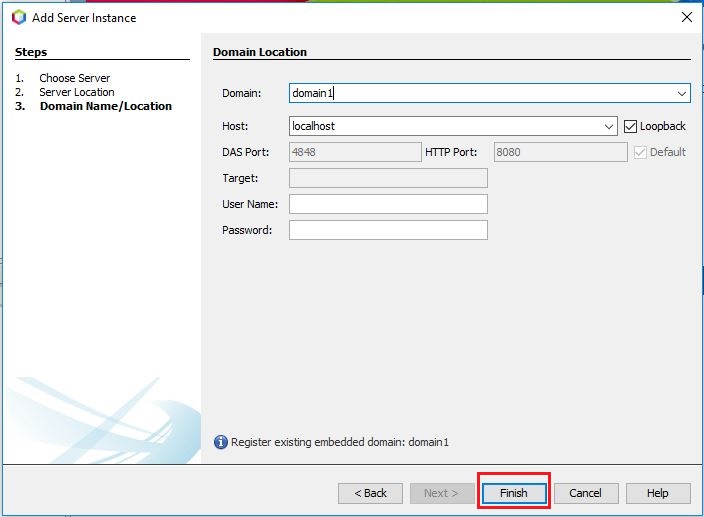 Add Server Instance
Steps
1. Choose Server
2. Server Location
3. Domain Name/Location
Domain Location
Domain: domain1
Host: localhost Loopback
DAS Port: 4848 HTTP Port: 8080 Default
Target:
User Name:
Password:
Register existing embedded domain: domain1
< Back Next > Finish Cancel Help